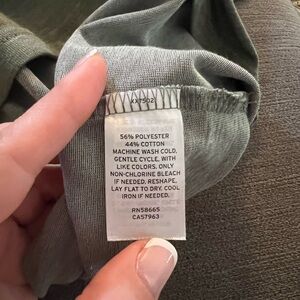 56% POLYESTER
44% COTTON
MACHINE WASH COLD,
GENTLE CYCLE, WITH
LIKE COLORS, ONLY
NON-CHLORINE BLEACH
IF NEEDED. RESHAPE,
LAY FLAT TO DRY. COOL
IRON IF NEEDED.
RN58665
CA57963